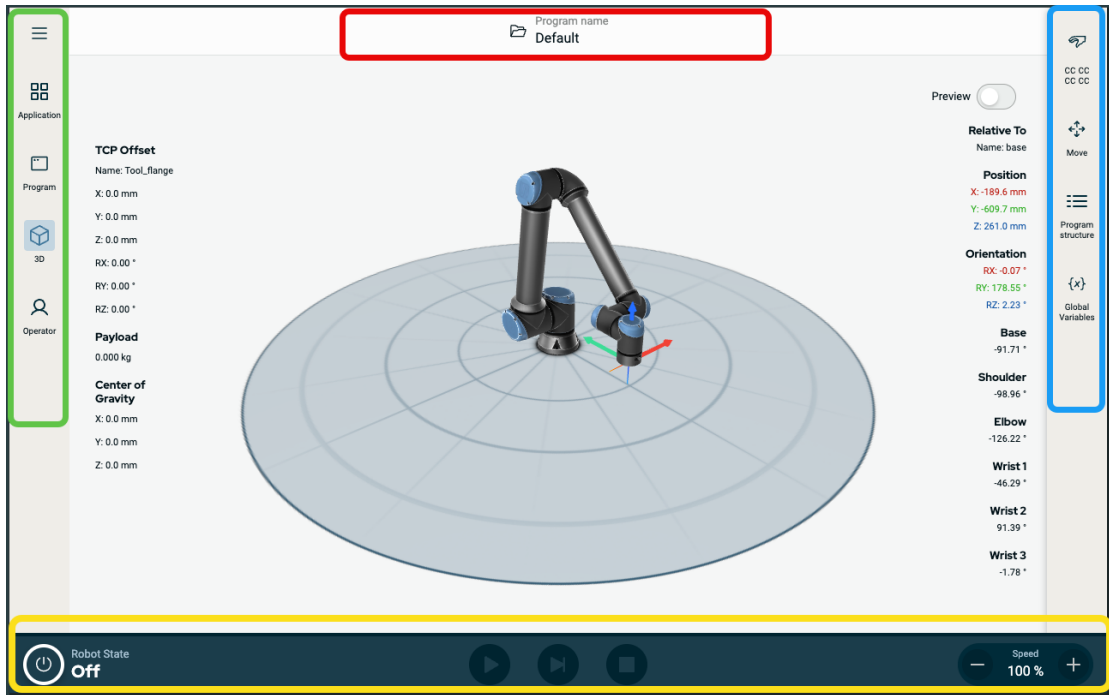 Program name
Default
Application
Program
3D
Operator
TCP Offset
Name: Tool_flange
X: 0.0 mm
Y: 0.0 mm
Z: 0.0 mm
RX: 0.00 °
RY: 0.00 °
RZ: 0.00 °
Payload
0.000 kg
Center of
Gravity
X: 0.0 mm
Y: 0.0 mm
Z: 0.0 mm
Preview
Relative To
Name: base
Position
X: -189.6 mm
Y: -609.7 mm
Z: 261.0 mm
Orientation
RX: -0.07 °
RY: 178.55 °
RZ: 2.23 °
Base
-91.71 °
Shoulder
-98.96 °
Elbow
-126.22 °
Wrist 1
-46.29 °
Wrist 2
91.39 °
Wrist 3
-1.78 °
CC CC
CC CC
Move
Program
structure
{x}
Global
Variables
Robot State
Off
Speed
100 %